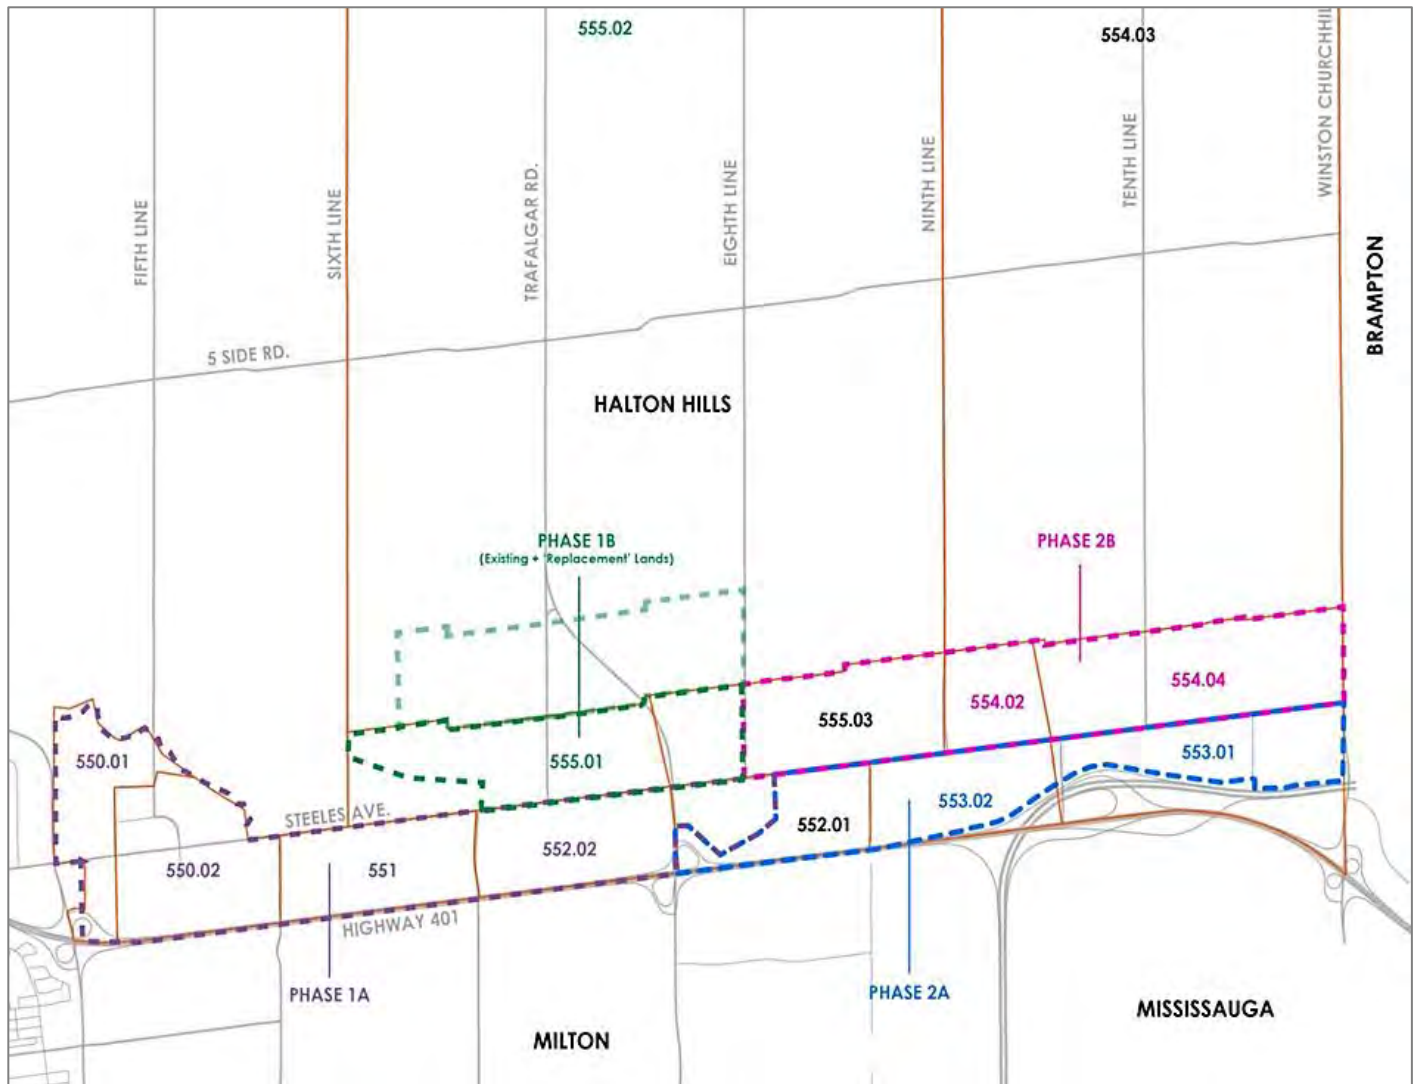 555.02
554.03
FIFTH LINE
SIXTH LINE
TRAFALGAR RD.
EIGHTH LINE
NINTH LINE
TENTH LINE
WINSTON CHURCHHIL
BRAMPTON
5 SIDE RD.
HALTON HILLS
PHASE 1B
(Existing + 'Replacement' Lands)
PHASE 2B
554.04
554.02
555.03
550.01
555.01
553.01
STEELES AVE.
553.02
552.01
552.02
550.02
551
HIGHWAY 401
PHASE 1A
PHASE 2A
MISSISSAUGA
MILTON